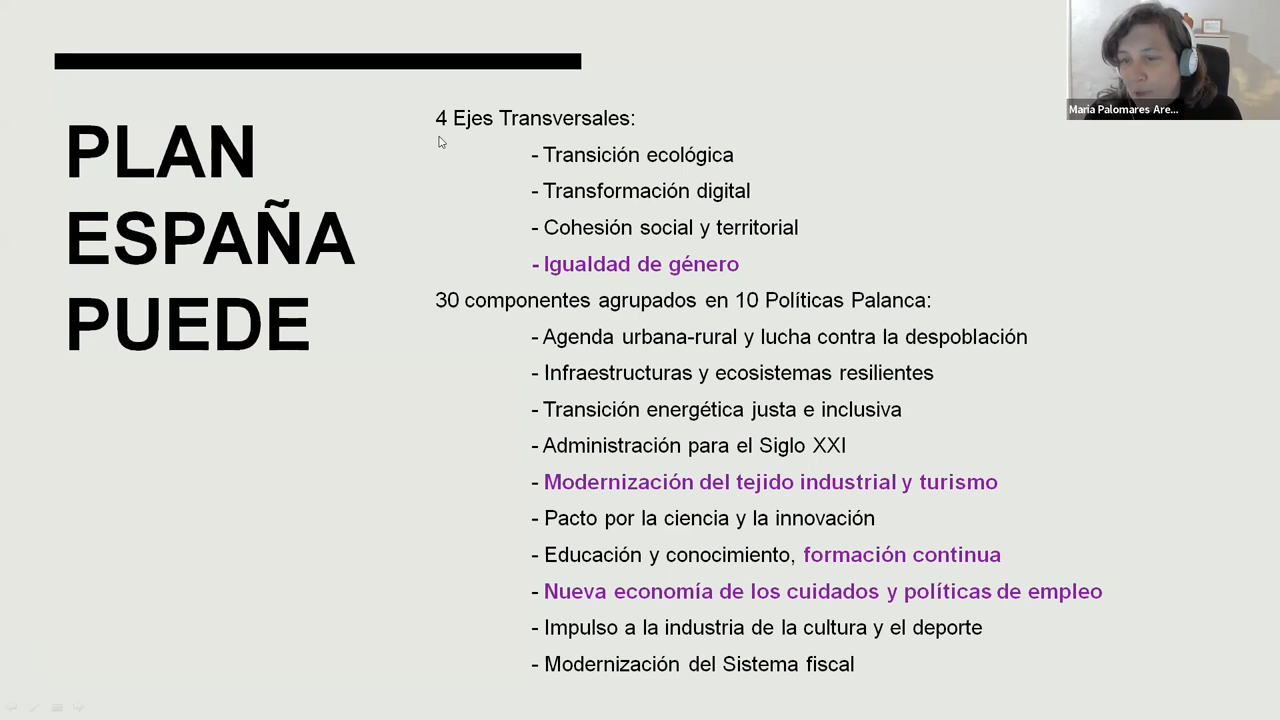 PLAN
ESPAÑA
PUEDE
4 Ejes Transversales:
- Transición ecológica
- Transformación digital
- Cohesión social y territorial
- Igualdad de género
30 componentes agrupados en 10 Políticas Palanca:
- Agenda urbana-rural y lucha contra la despoblación
- Infraestructuras y ecosistemas resilientes
- Transición energética justa e inclusiva
- Administración para el Siglo XXI
- Modernización del tejido industrial y turismo
- Pacto por la ciencia y la innovación
- Educación y conocimiento, formación continua
- Nueva economía de los cuidados y políticas de empleo
- Impulso a la industria de la cultura y el deporte
- Modernización del Sistema fiscal
Maria Palomares Are...